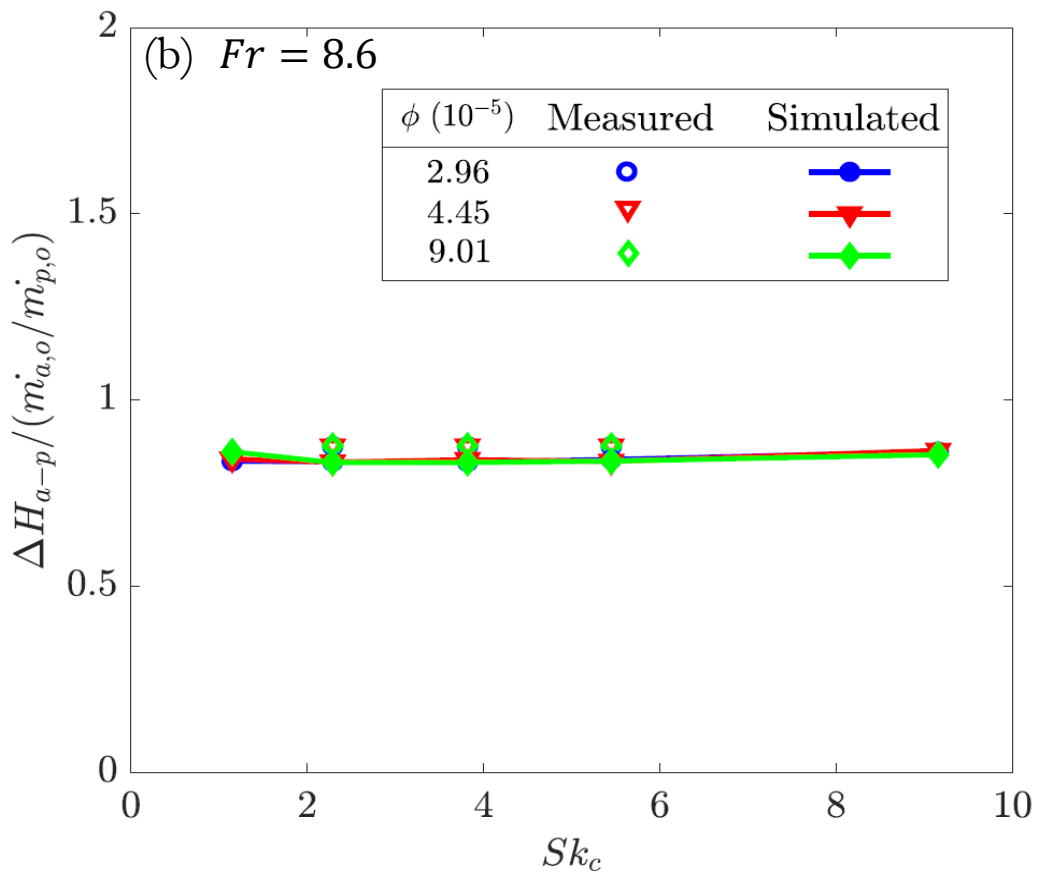 (b) Fr = 8.6
ϕ (10⁻⁵) Measured Simulated
2.96
4.45
9.01
2
1.5
1
0.5
0
0 2 4 6 8 10
Sk_c
ΔH_{a−p}/(ṁ_{a,o}/ṁ_{p,o})